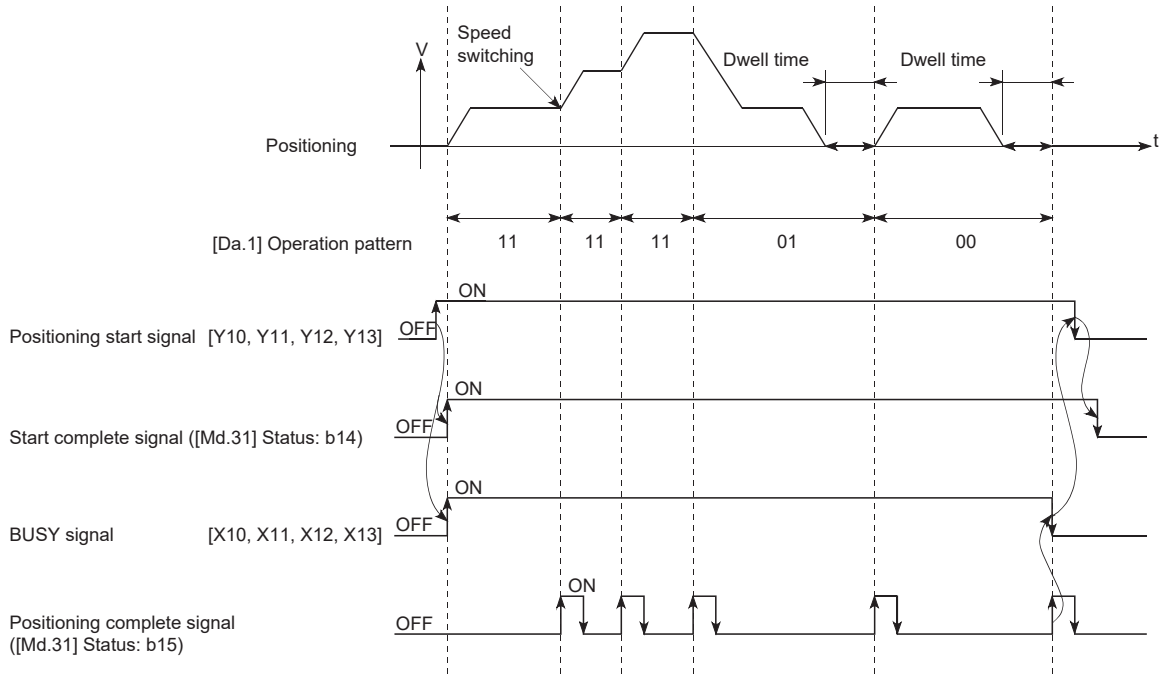 Speed
switching
V
Dwell time
Dwell time
Positioning
t
[Da.1] Operation pattern
11
11
11
01
00
ON
OFF
Positioning start signal [Y10, Y11, Y12, Y13]
ON
OFF
Start complete signal ([Md.31] Status: b14)
ON
OFF
BUSY signal [X10, X11, X12, X13]
ON
OFF
Positioning complete signal
([Md.31] Status: b15)